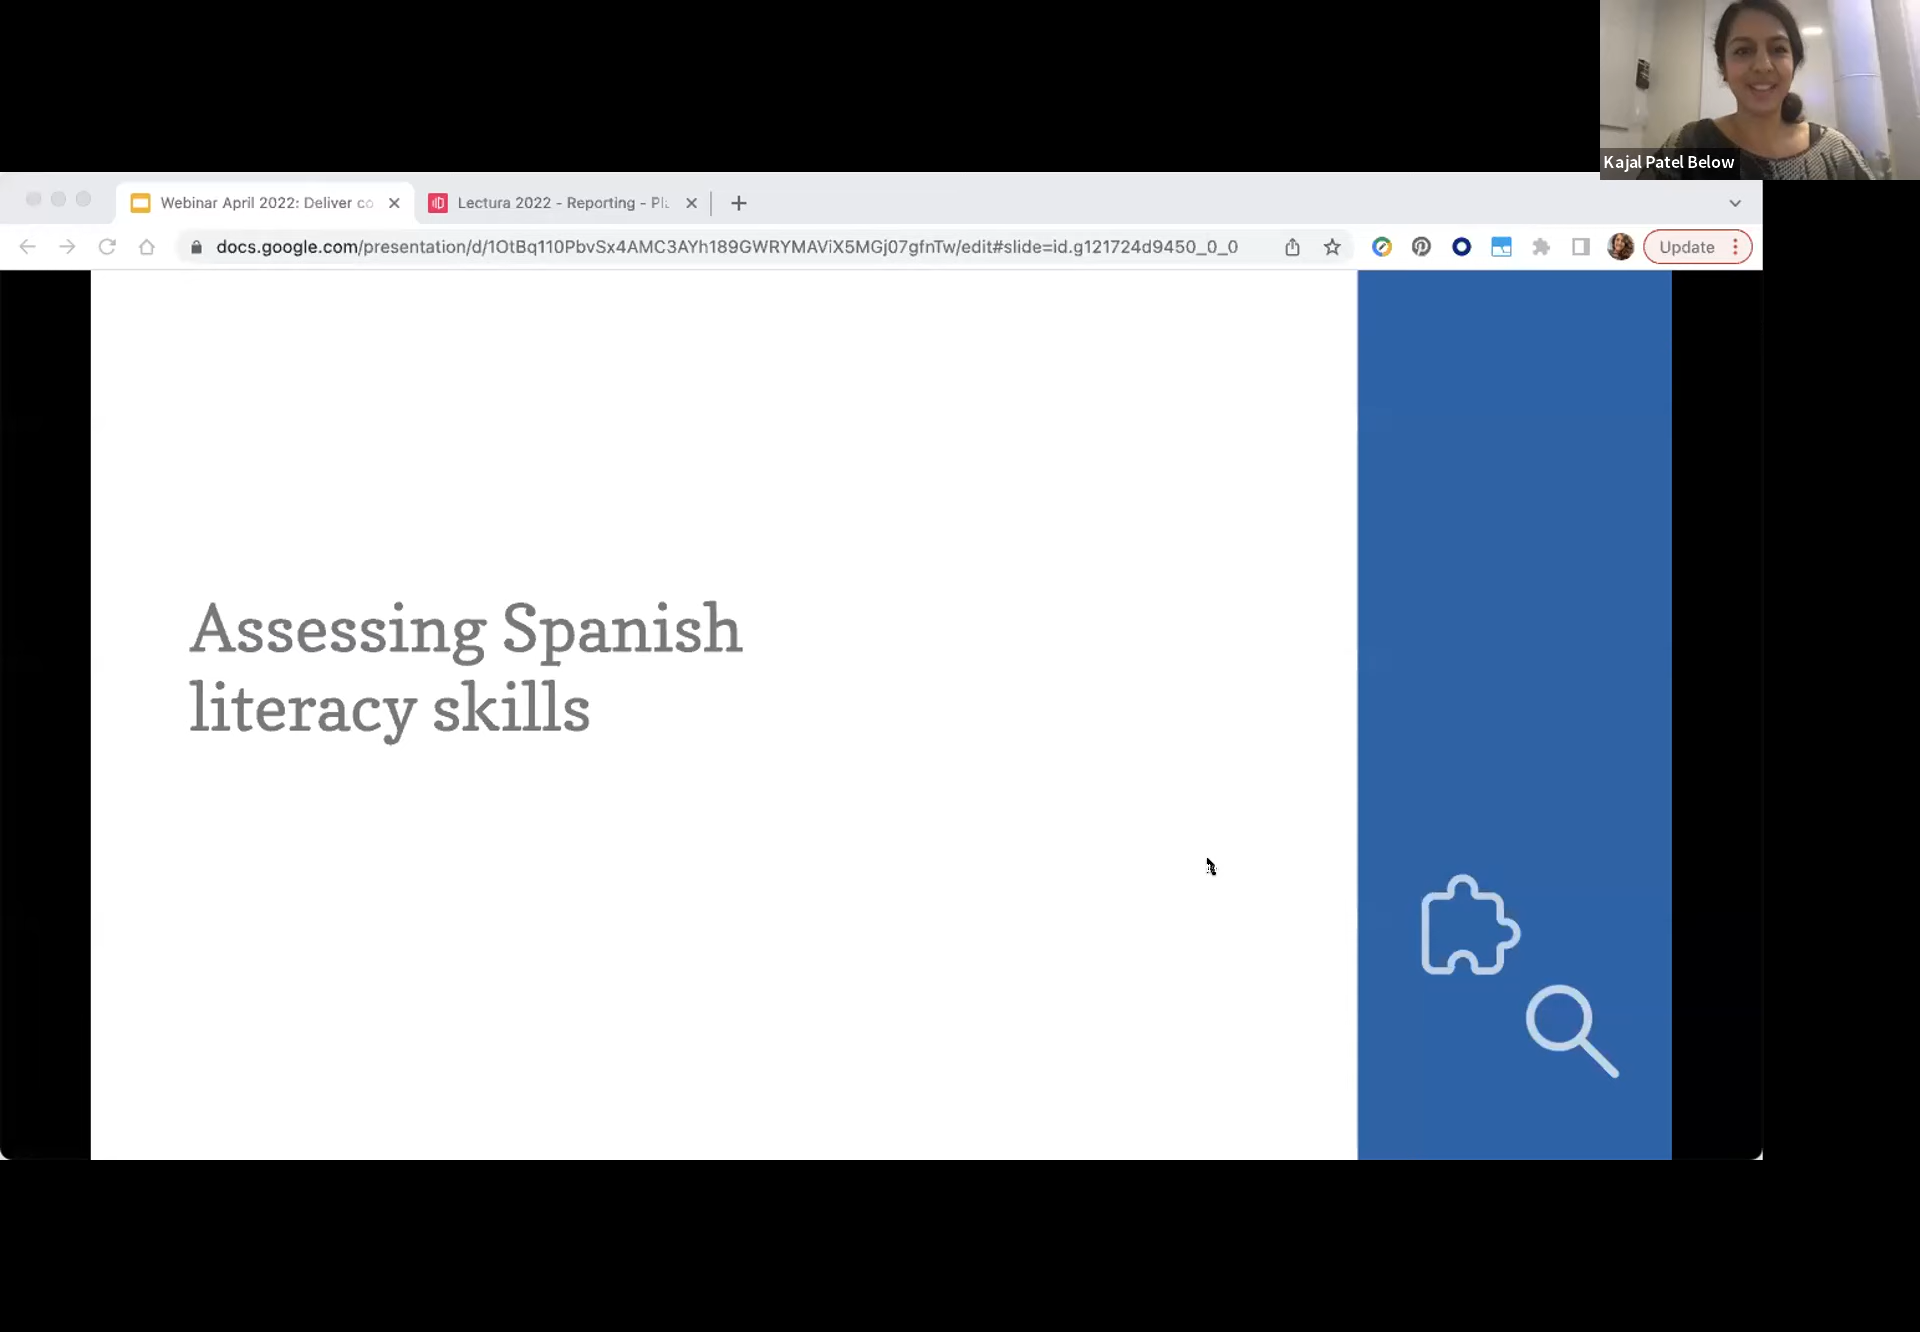 Kajal Patel Below
Webinar April 2022: Deliver co
Lectura 2022 - Reporting - Pl
docs.google.com/presentation/d/1OtBq110PbvSx4AMC3AYh189GWRYMAViX5MGj07gfnTw/edit#slide=id.g121724d9450_0_0
Update
Assessing Spanish
literacy skills